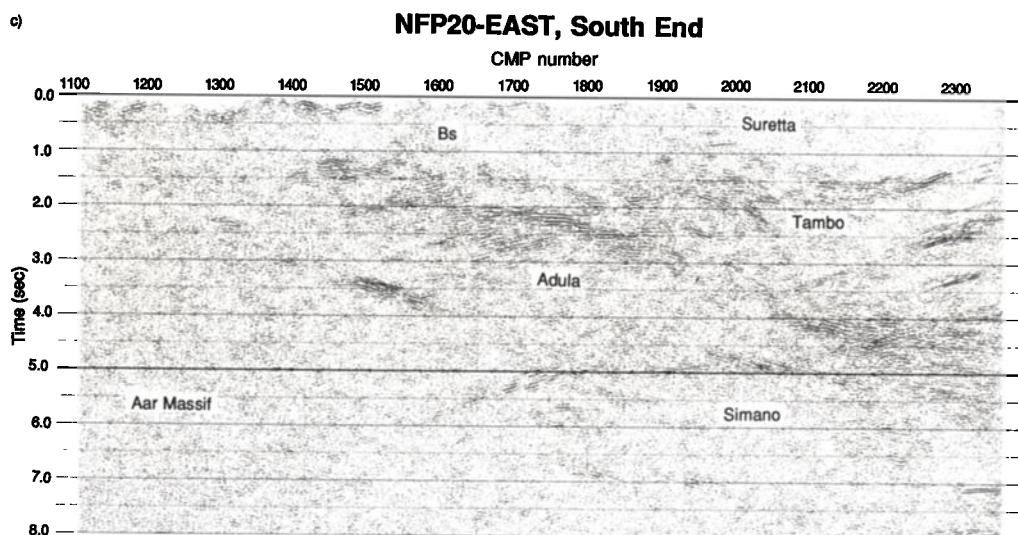 c)
NFP20-EAST, South End
CMP number
1100 1200 1300 1400 1500 1600 1700 1800 1900 2000 2100 2200 2300
0.0
Bs Suretta
1.0
2.0
Tambo
3.0
Adula
Time (sec)
4.0
5.0
Aar Massif Simano
6.0
7.0
8.0